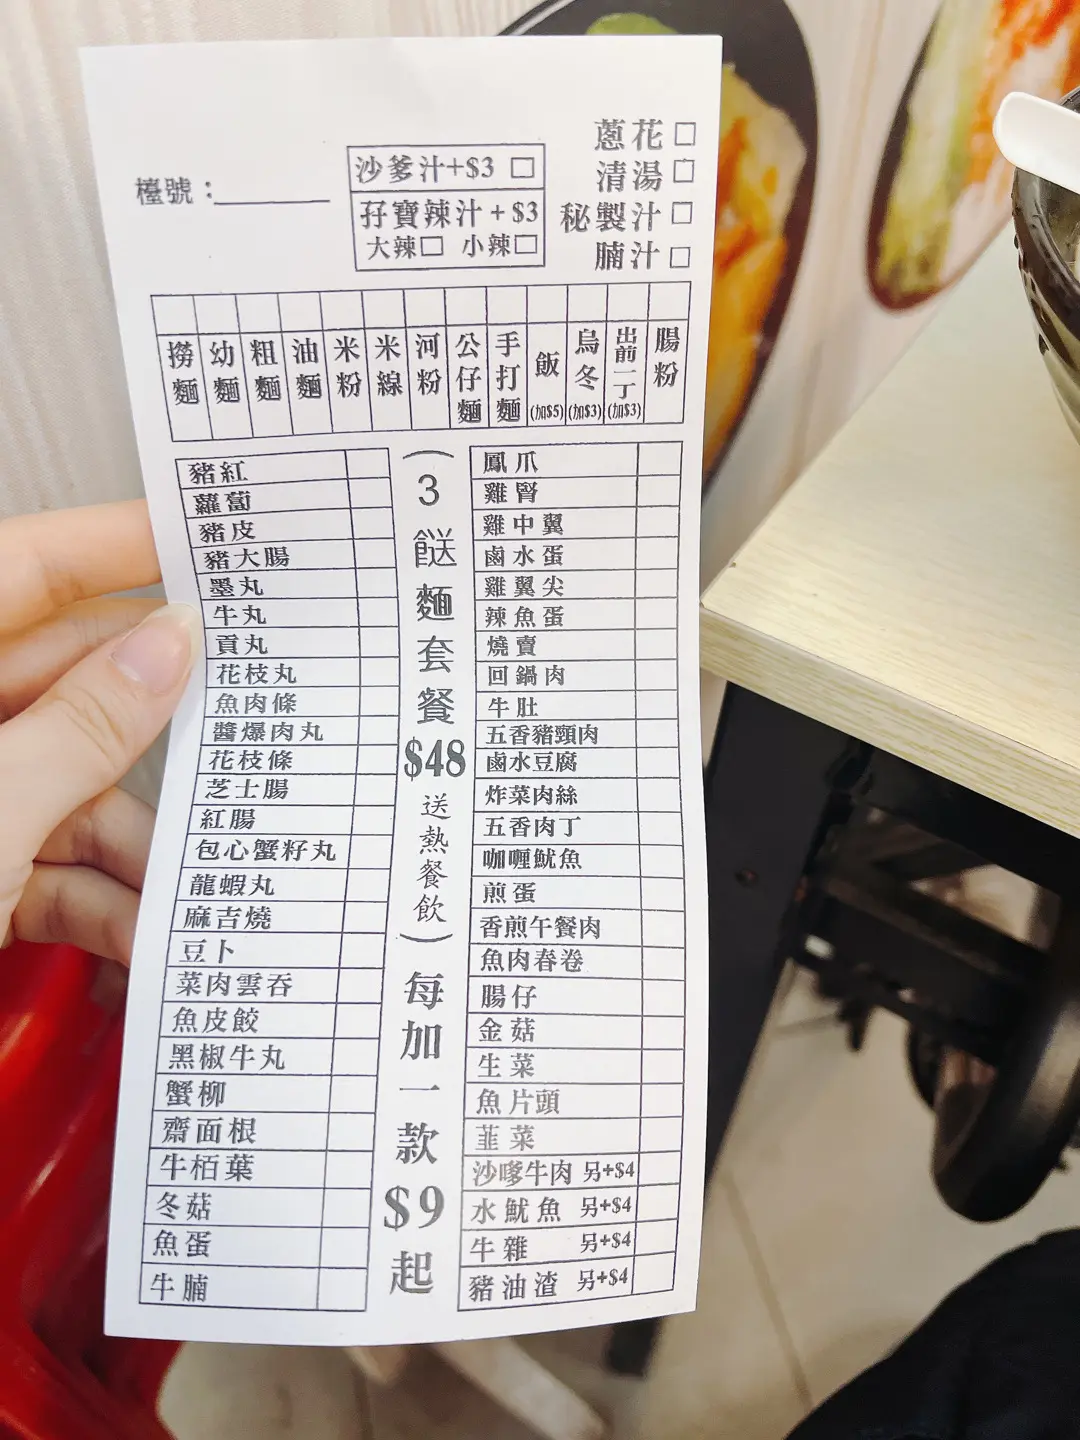 檯號：
沙爹汁+$3 □
孖寶辣汁+$3
大辣□ 小辣□
蔥花 □
清湯 □
秘製汁 □
腩汁 □
撈麵
幼麵
粗麵
油麵
米粉
米線
河粉
公仔麵
手打麵
飯(加$5)
烏冬(加$3)
出前一丁(加$3)
腸粉
豬紅
蘿蔔
豬皮
豬大腸
墨丸
牛丸
貢丸
花枝丸
魚肉條
醬爆肉丸
花枝條
芝士腸
紅腸
包心蟹籽丸
龍蝦丸
麻吉燒
豆卜
菜肉雲吞
魚皮餃
黑椒牛丸
蟹柳
齋面根
牛栢葉
冬菇
魚蛋
牛腩
(3餸麵套餐$48送熱餐飲)每加一款$9起
鳳爪
雞腎
雞中翼
鹵水蛋
雞翼尖
辣魚蛋
燒賣
回鍋肉
牛肚
五香豬頸肉
鹵水豆腐
炸菜肉絲
五香肉丁
咖喱魷魚
煎蛋
香煎午餐肉
魚肉春卷
腸仔
金菇
生菜
魚片頭
韮菜
沙嗲牛肉 另+$4
水魷魚 另+$4
牛雜 另+$4
豬油渣 另+$4